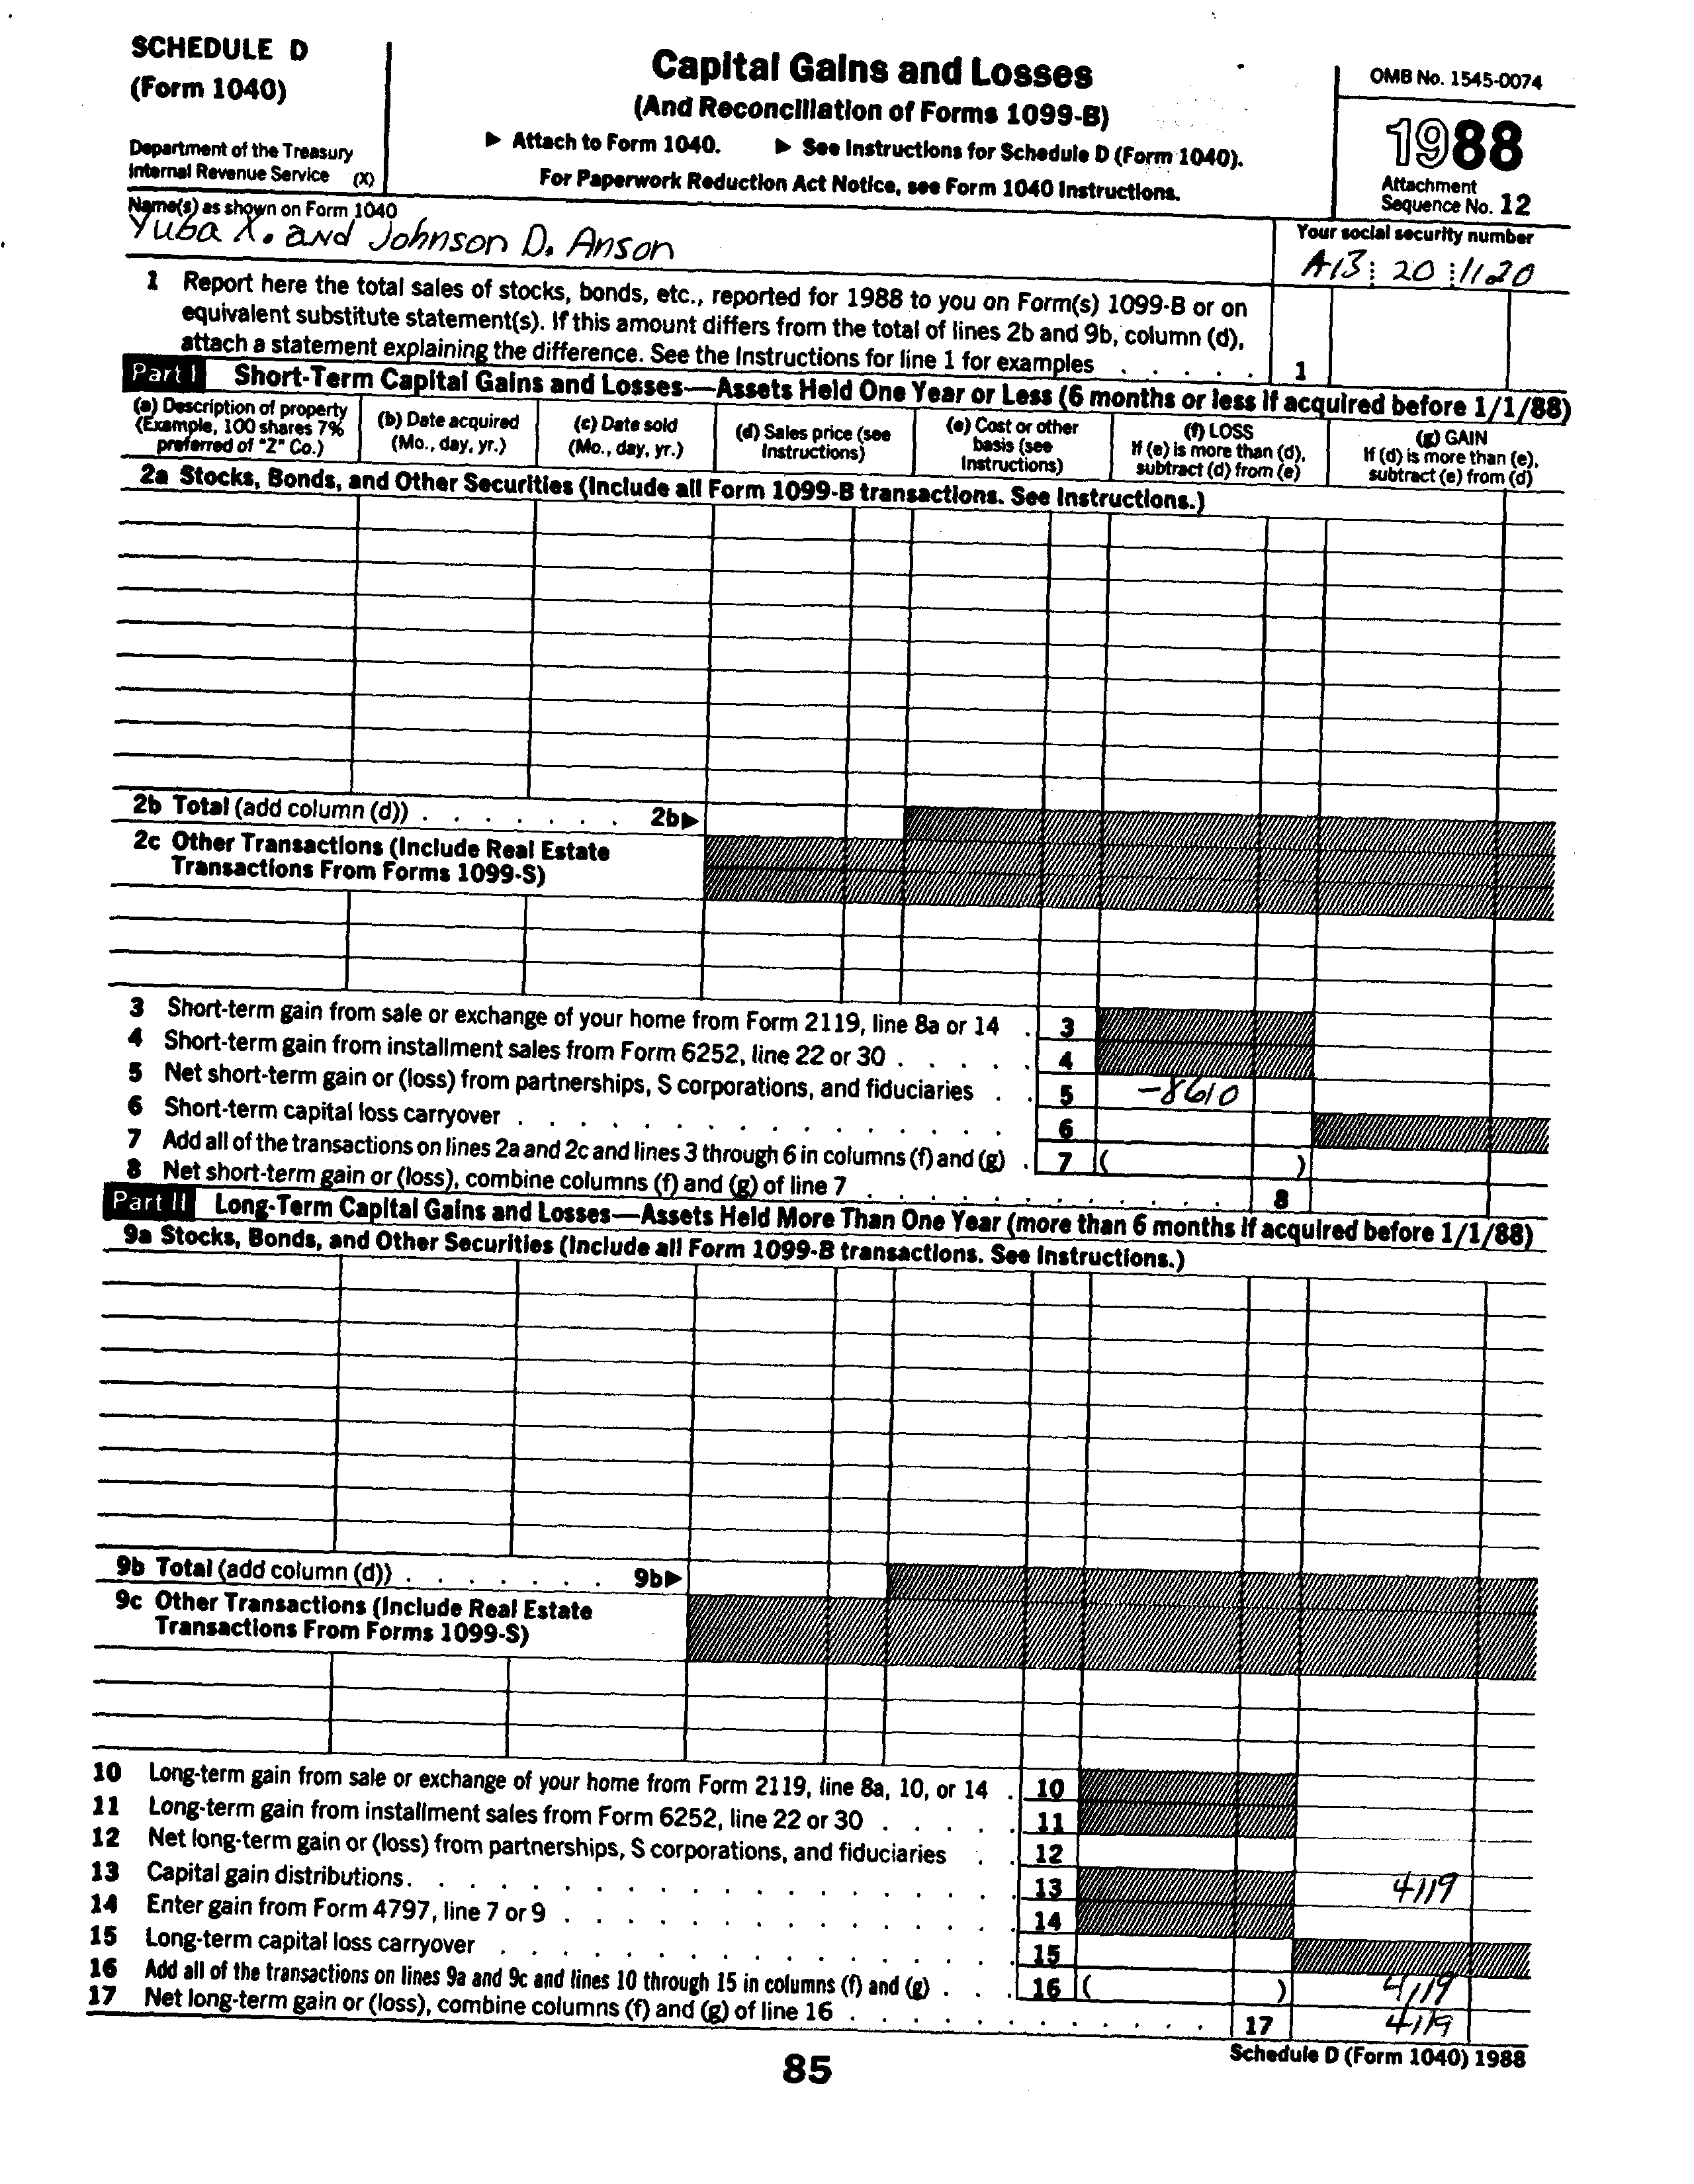 SCHEDULE D
(Form 1040)
Department of the Treasury
Internal Revenue Service (X)
Capital Gains and Losses
(And Reconciliation of Forms 1099-B)
▶ Attach to Form 1040. ▶ See Instructions for Schedule D (Form 1040).
For Paperwork Reduction Act Notice, see Form 1040 Instructions.
OMB No. 1545-0074
1988
Attachment
Sequence No. 12
Name(s) as shown on Form 1040
Yuba X. and Johnson D. Anson
Your social security number
A13 20 1120
1 Report here the total sales of stocks, bonds, etc., reported for 1988 to you on Form(s) 1099-B or on
equivalent substitute statement(s). If this amount differs from the total of lines 2b and 9b, column (d),
attach a statement explaining the difference. See the Instructions for line 1 for examples . . . . . 1
Part I Short-Term Capital Gains and Losses—Assets Held One Year or Less (6 months or less if acquired before 1/1/88)
(a) Description of property
(Example, 100 shares 7%
preferred of "Z" Co.)
(b) Date acquired
(Mo., day, yr.)
(c) Date sold
(Mo., day, yr.)
(d) Sales price (see
Instructions)
(e) Cost or other
basis (see
Instructions)
(f) LOSS
If (e) is more than (d),
subtract (d) from (e)
(g) GAIN
If (d) is more than (e),
subtract (e) from (d)
2a Stocks, Bonds, and Other Securities (Include all Form 1099-B transactions. See Instructions.)
2b Total (add column (d)) . . . . . . . 2b▶
2c Other Transactions (Include Real Estate
Transactions From Forms 1099-S)
3 Short-term gain from sale or exchange of your home from Form 2119, line 8a or 14 . 3
4 Short-term gain from installment sales from Form 6252, line 22 or 30 . . . . . 4
5 Net short-term gain or (loss) from partnerships, S corporations, and fiduciaries . . 5 -8610
6 Short-term capital loss carryover . . . . . . . . . . . . . . . . 6
7 Add all of the transactions on lines 2a and 2c and lines 3 through 6 in columns (f) and (g) . 7 ( )
8 Net short-term gain or (loss), combine columns (f) and (g) of line 7 . . . . . . . . . . . . 8
Part II Long-Term Capital Gains and Losses—Assets Held More Than One Year (more than 6 months if acquired before 1/1/88)
9a Stocks, Bonds, and Other Securities (Include all Form 1099-B transactions. See Instructions.)
9b Total (add column (d)) . . . . . . . 9b▶
9c Other Transactions (Include Real Estate
Transactions From Forms 1099-S)
10 Long-term gain from sale or exchange of your home from Form 2119, line 8a, 10, or 14 . 10
11 Long-term gain from installment sales from Form 6252, line 22 or 30 . . . . . 11
12 Net long-term gain or (loss) from partnerships, S corporations, and fiduciaries . . 12
13 Capital gain distributions. . . . . . . . . . . . . . . . . . . . 13 4119
14 Enter gain from Form 4797, line 7 or 9 . . . . . . . . . . . . . . . 14
15 Long-term capital loss carryover . . . . . . . . . . . . . . . . . 15
16 Add all of the transactions on lines 9a and 9c and lines 10 through 15 in columns (f) and (g) . . . 16 ( ) 4119
17 Net long-term gain or (loss), combine columns (f) and (g) of line 16 . . . . . . . . . . . . 17 4119
Schedule D (Form 1040) 1988
85